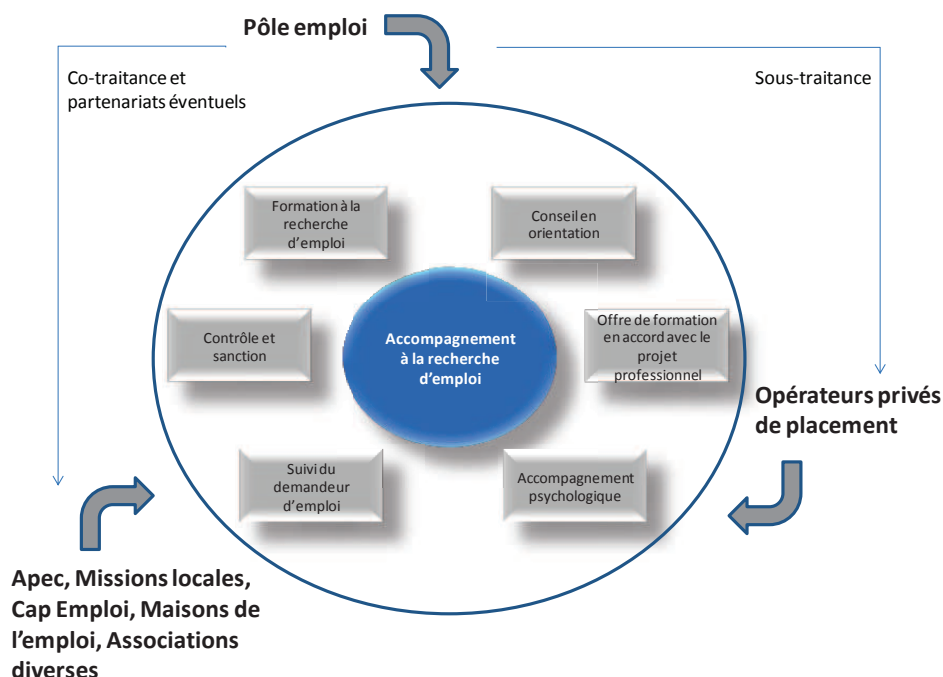 Pôle emploi
Co-traitance et
partenariats éventuels
Sous-traitance
Formation à la
recherche
d'emploi
Conseil en
orientation
Contrôle et
sanction
Accompagnement
à la recherche
d'emploi
Offre de formation
en accord avec le
projet
professionnel
Opérateurs privés
de placement
Suivi du
demandeur
d'emploi
Accompagnement
psychologique
Apec, Missions locales,
Cap Emploi, Maisons de
l'emploi, Associations
diverses